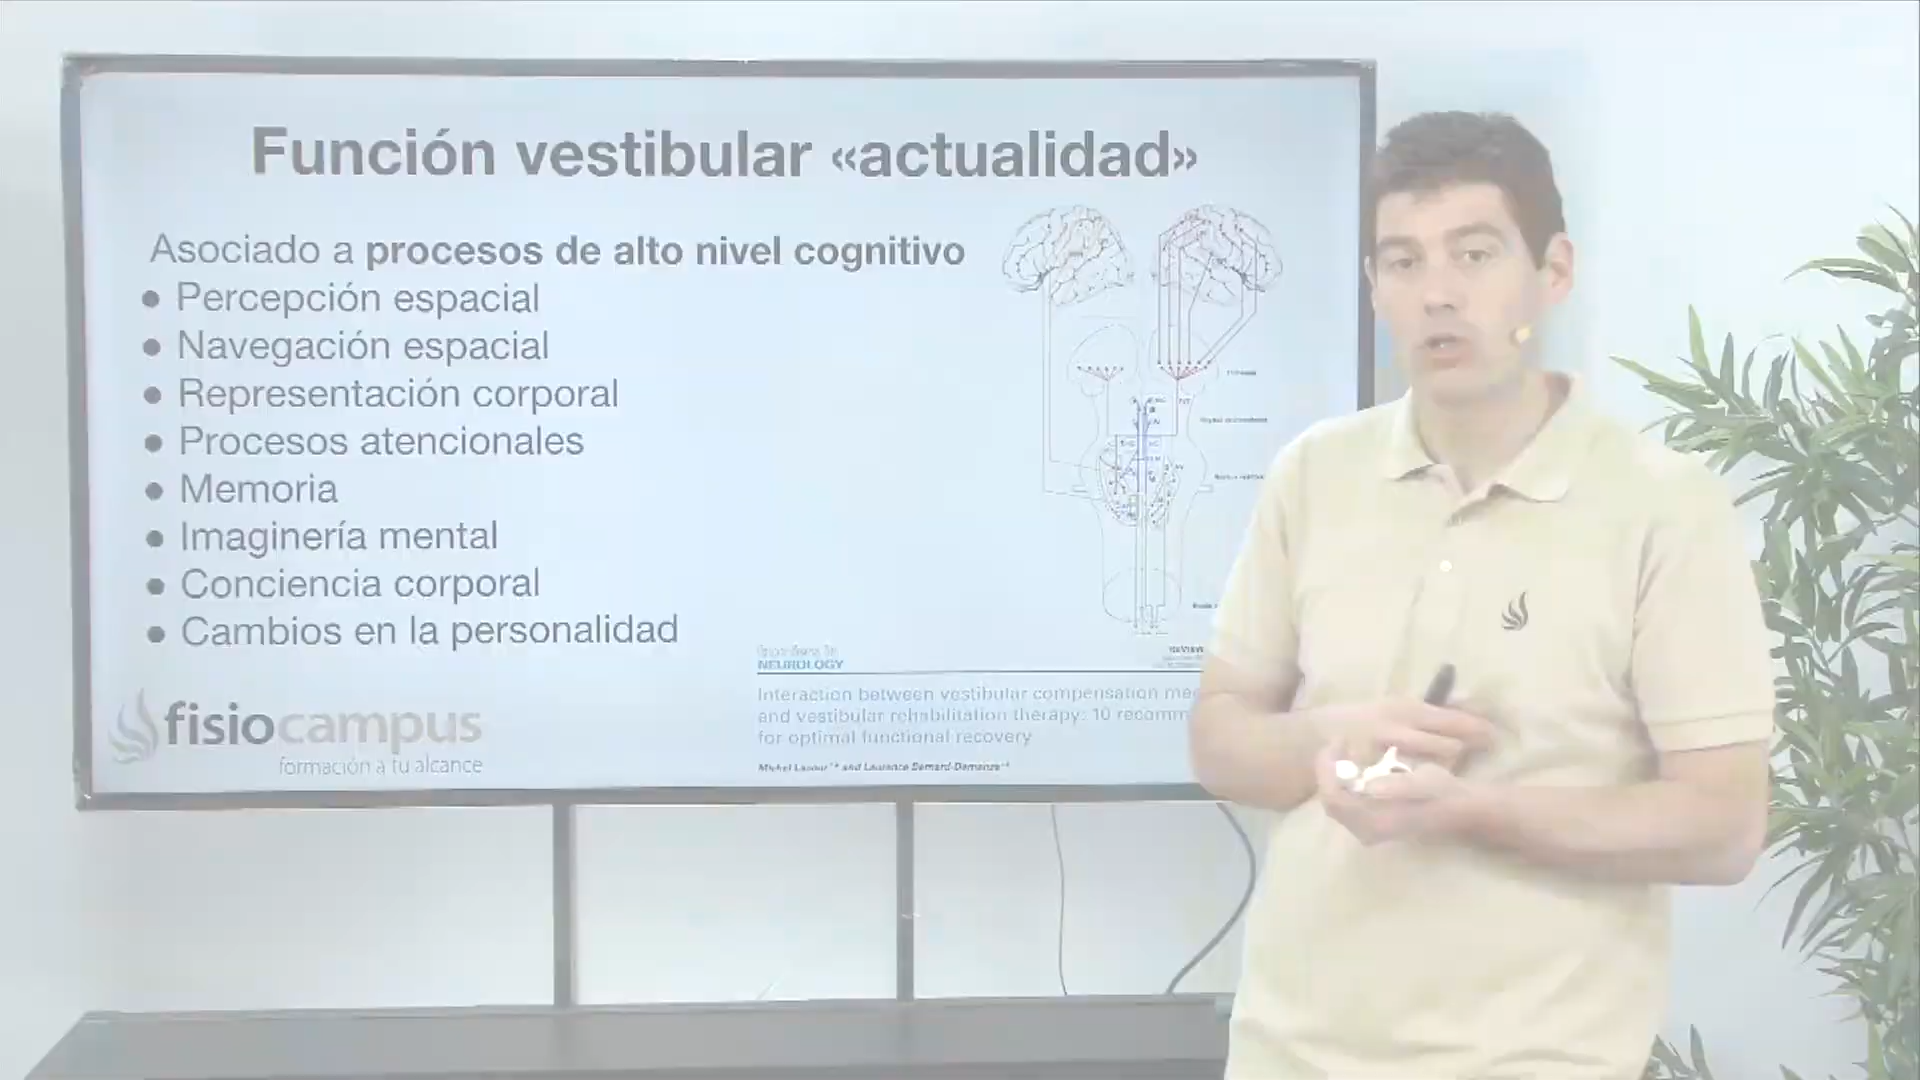 Función vestibular «actualidad»
Asociado a procesos de alto nivel cognitivo
● Percepción espacial
● Navegación espacial
● Representación corporal
● Procesos atencionales
● Memoria
● Imaginería mental
● Conciencia corporal
● Cambios en la personalidad
NEUROLOGY
Interaction between vestibular compensation
and vestibular rehabilitation therapy: 10
for optimal functional recovery
and Laurence
fisiocampus
formación a tu alcance